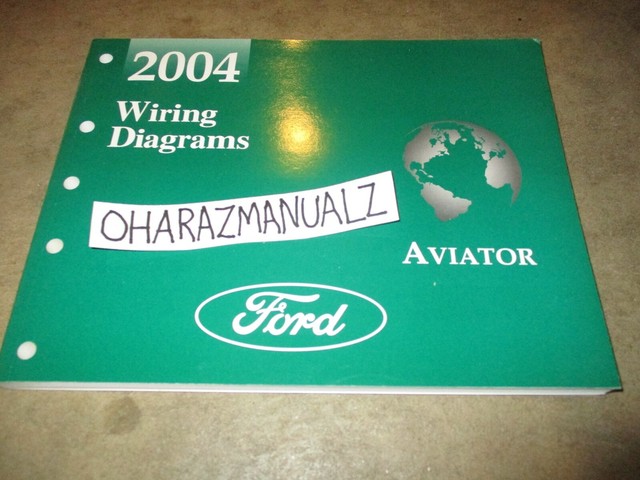 2004
Wiring
Diagrams
OHARAZMANUALZ
AVIATOR
Ford